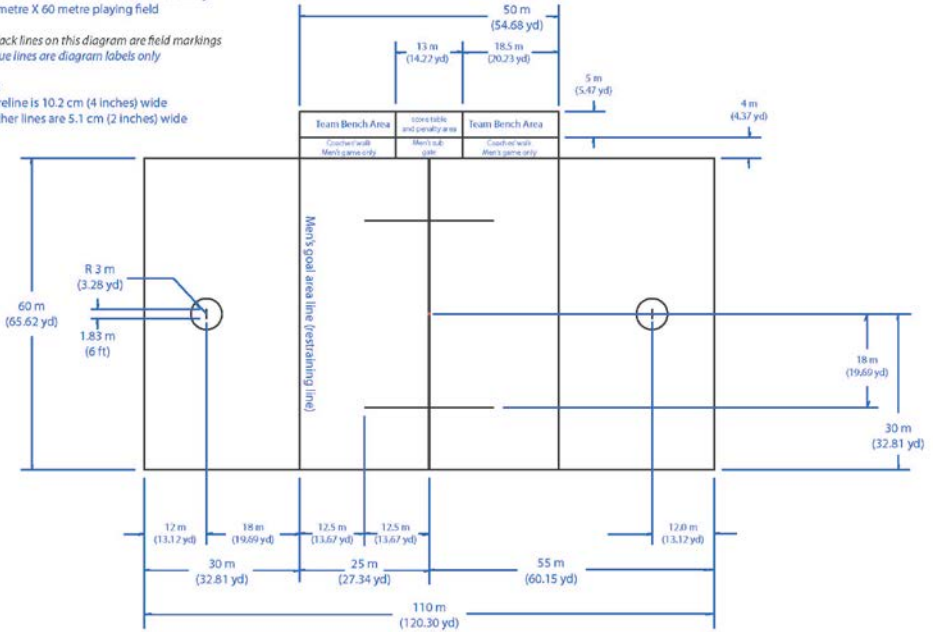 metre X 60 metre playing field
ack lines on this diagram are field markings
ue lines are diagram labels only
reline is 10.2 cm (4 inches) wide
her lines are 5.1 cm (2 inches) wide
50 m
(54.68 yd)
13 m
(14.22 yd)
18.5 m
(20.23 yd)
5 m
(5.47 yd)
4 m
(4.37 yd)
Team Bench Area
score table
and penalty area
Team Bench Area
Coaches' walk
Men's game only
Men's sub
gate
Coaches' walk
Men's game only
Men's goal area line (restraining line)
R 3 m
(3.28 yd)
60 m
(65.62 yd)
1.83 m
(6 ft)
18 m
(19.69 yd)
30 m
(32.81 yd)
12 m
(13.12 yd)
18 m
(19.69 yd)
12.5 m
(13.67 yd)
12.5 m
(13.67 yd)
12.0 m
(13.12 yd)
30 m
(32.81 yd)
25 m
(27.34 yd)
55 m
(60.15 yd)
110 m
(120.30 yd)